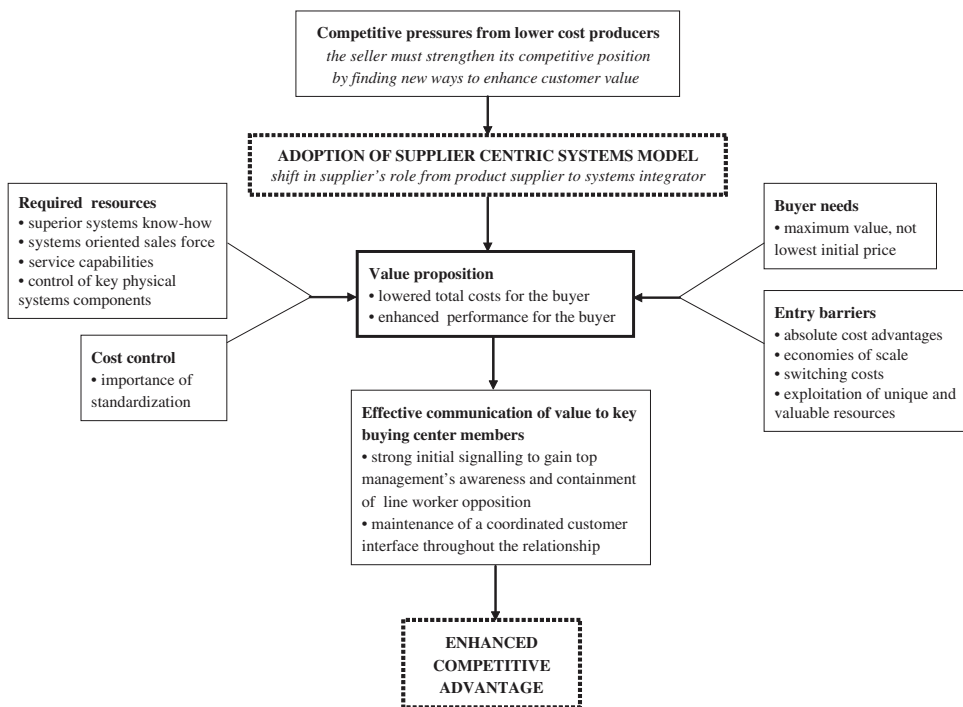 Competitive pressures from lower cost producers
the seller must strengthen its competitive position
by finding new ways to enhance customer value
ADOPTION OF SUPPLIER CENTRIC SYSTEMS MODEL
shift in supplier's role from product supplier to systems integrator
Required resources
• superior systems know-how
• systems oriented sales force
• service capabilities
• control of key physical
systems components
Cost control
• importance of
standardization
Value proposition
• lowered total costs for the buyer
• enhanced performance for the buyer
Buyer needs
• maximum value, not
lowest initial price
Entry barriers
• absolute cost advantages
• economies of scale
• switching costs
• exploitation of unique and
valuable resources
Effective communication of value to key
buying center members
• strong initial signalling to gain top
management's awareness and containment
of line worker opposition
• maintenance of a coordinated customer
interface throughout the relationship
ENHANCED
COMPETITIVE
ADVANTAGE